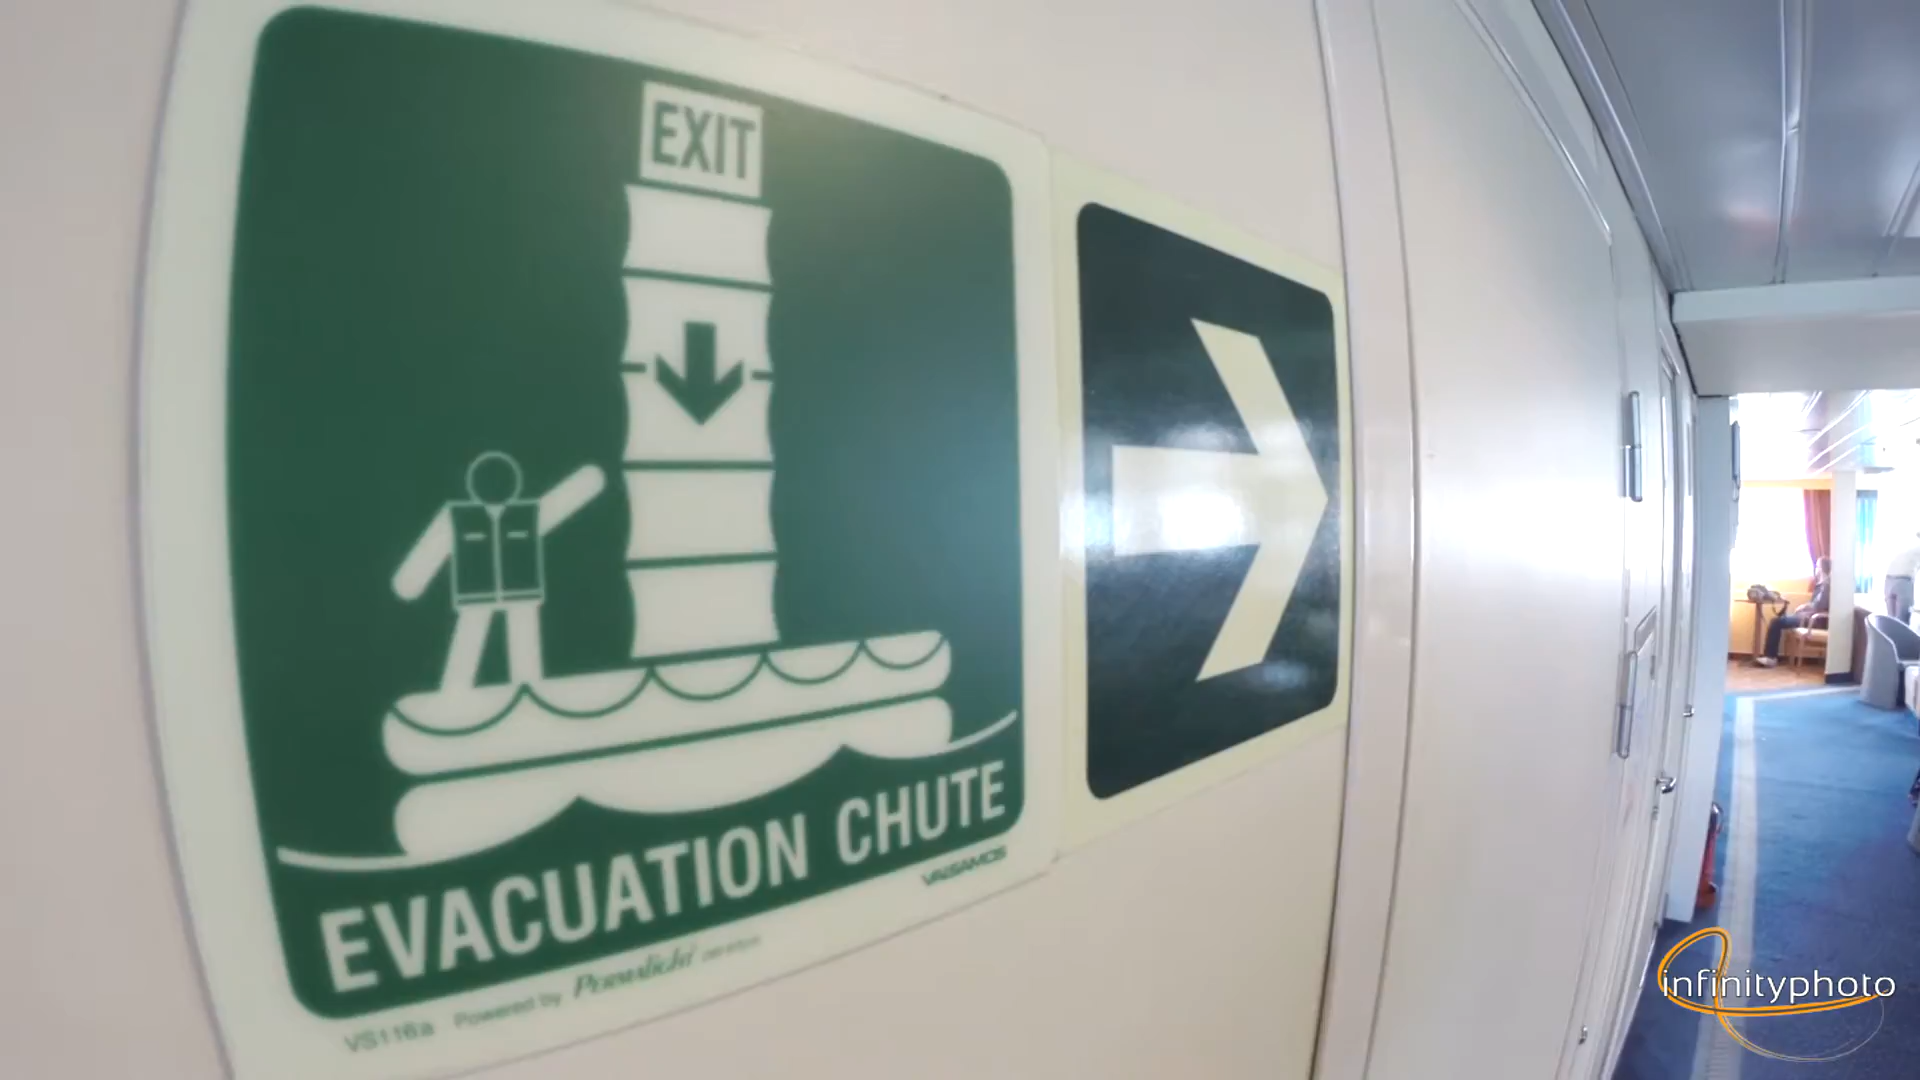 EXIT
EVACUATION CHUTE
VALSAMOS
VS116a Powered by
infinityphoto